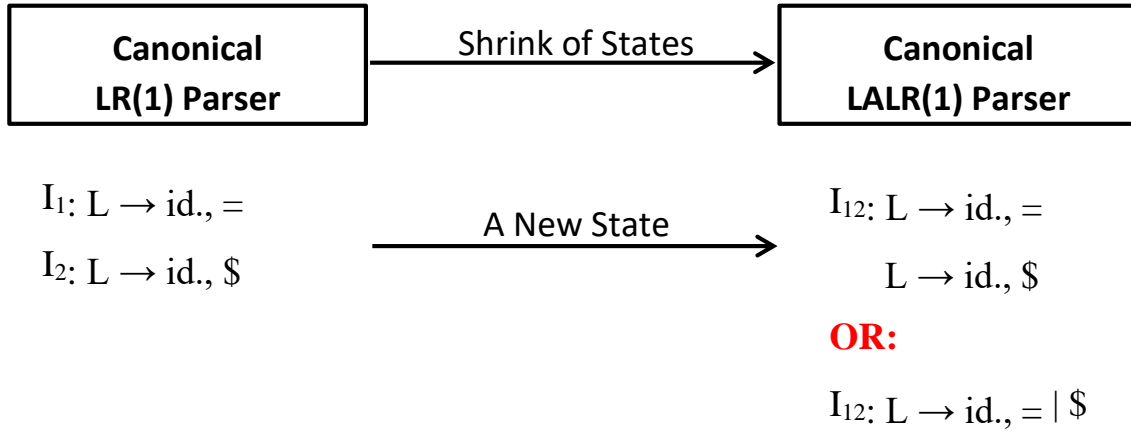 Canonical
LR(1) Parser
Shrink of States
Canonical
LALR(1) Parser
I1: L → id., =
I2: L → id., $
A New State
I12: L → id., =
L → id., $
OR:
I12: L → id., = | $